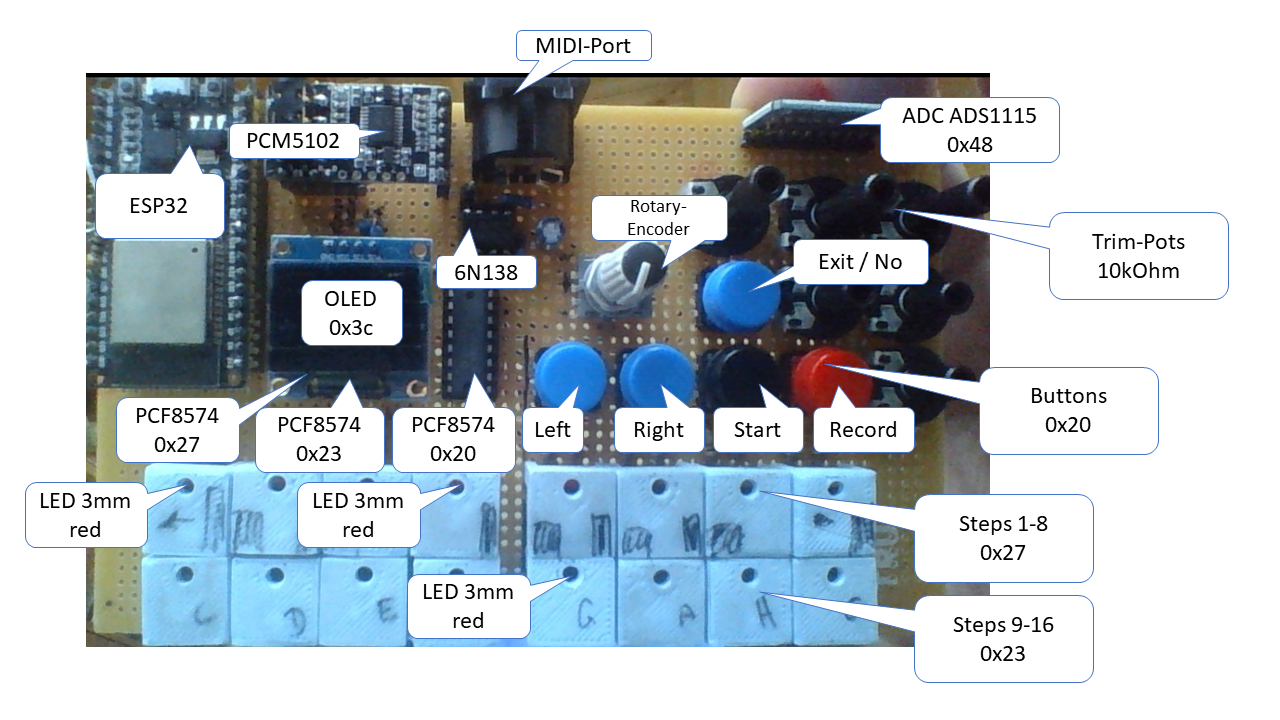 MIDI-Port
ADC ADS1115
0x48
PCM5102
ESP32
Rotary-
Encoder
Trim-Pots
10kOhm
6N138
Exit / No
OLED
0x3c
PCF8574
0x27
PCF8574
0x23
PCF8574
0x20
Left
Right
Start
Record
Buttons
0x20
LED 3mm
red
LED 3mm
red
Steps 1-8
0x27
LED 3mm
red
Steps 9-16
0x23
C
D
E
G
A
H